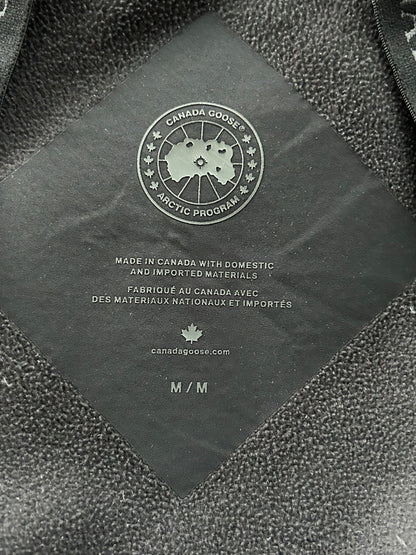 CANADA GOOSE®
ARCTIC PROGRAM
MADE IN CANADA WITH DOMESTIC
AND IMPORTED MATERIALS
FABRIQUÉ AU CANADA AVEC
DES MATERIAUX NATIONAUX ET IMPORTÉS
canadagoose.com
M / M